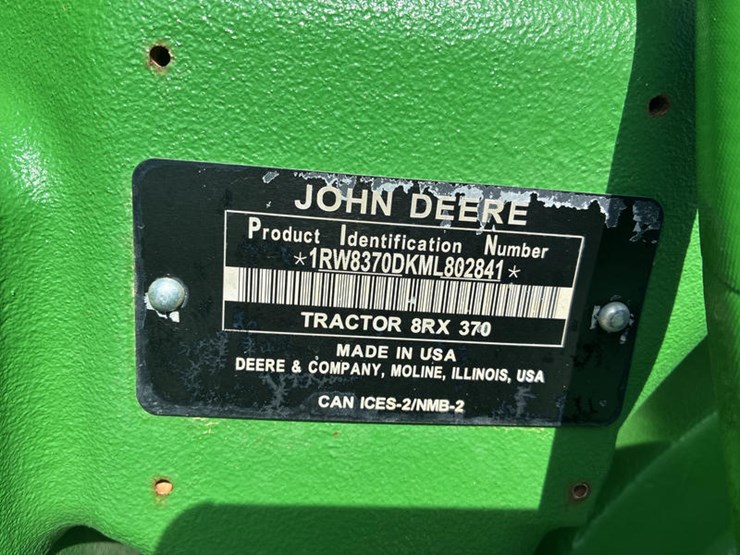 JOHN DEERE
Product Identification Number
*1RW8370DKML802841*
TRACTOR 8RX 370
MADE IN USA
DEERE & COMPANY, MOLINE, ILLINOIS, USA
CAN ICES-2/NMB-2